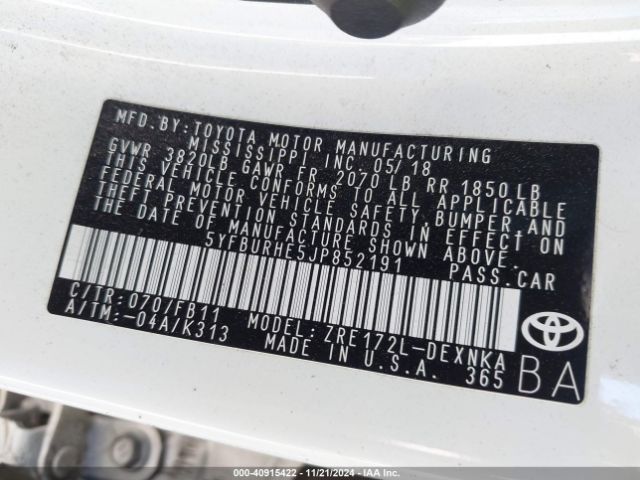 MFD. BY: TOYOTA MOTOR MANUFACTURING
MISSISSIPPI INC 05/18
GVWR 3820LB GAWR FR 2070 LB RR 1850 LB
THIS VEHICLE CONFORMS TO ALL APPLICABLE
FEDERAL MOTOR VEHICLE SAFETY, BUMPER, AND
THEFT PREVENTION STANDARDS IN EFFECT ON
THE DATE OF MANUFACTURE SHOWN ABOVE.
5YFBURHE5JP852191 PASS.CAR
C/TR:070/FB11 MODEL: ZRE172L-DEXNKA
A/TM:-04A/K313 MADE IN U.S.A. 365
BA
000-40915422 - 11/21/2024 - IAA Inc.